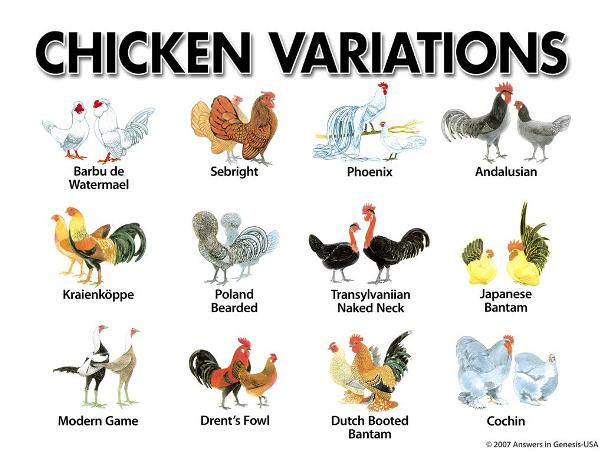 CHICKEN VARIATIONS
Barbu de
Watermael
Sebright
Phoenix
Andalusian
Kraienköppe
Poland
Bearded
Transylvaniian
Naked Neck
Japanese
Bantam
Modern Game
Drent's Fowl
Dutch Booted
Bantam
Cochin
© 2007 Answers in Genesis-USA